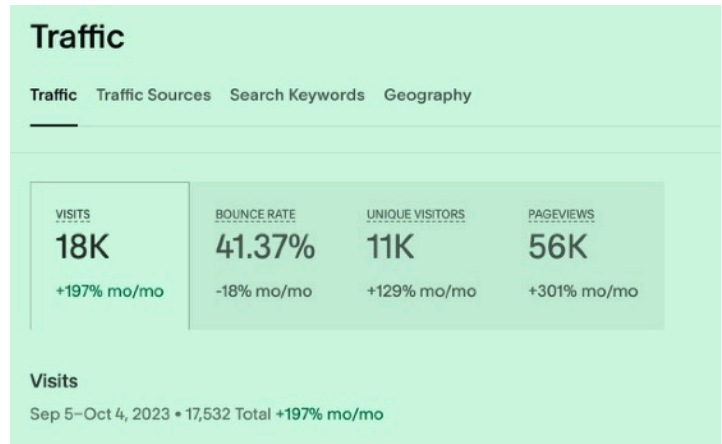 Traffic
Traffic Traffic Sources Search Keywords Geography
VISITS BOUNCE RATE UNIQUE VISITORS PAGEVIEWS
18K 41.37% 11K 56K
+197% mo/mo -18% mo/mo +129% mo/mo +301% mo/mo
Visits
Sep 5–Oct 4, 2023 • 17,532 Total +197% mo/mo